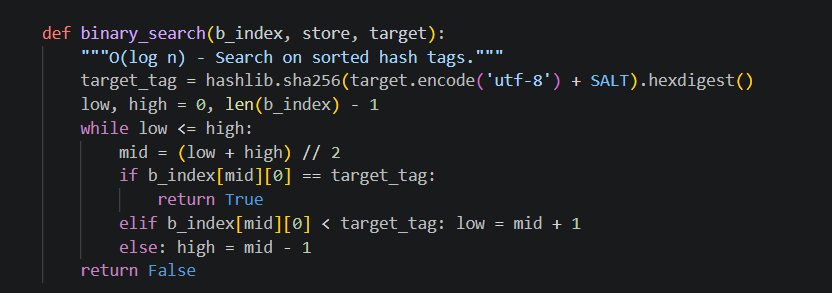 def binary_search(b_index, store, target):
    """O(log n) - Search on sorted hash tags."""
    target_tag = hashlib.sha256(target.encode('utf-8') + SALT).hexdigest()
    low, high = 0, len(b_index) - 1
    while low <= high:
        mid = (low + high) // 2
        if b_index[mid][0] == target_tag:
            return True
        elif b_index[mid][0] < target_tag: low = mid + 1
        else: high = mid - 1
    return False